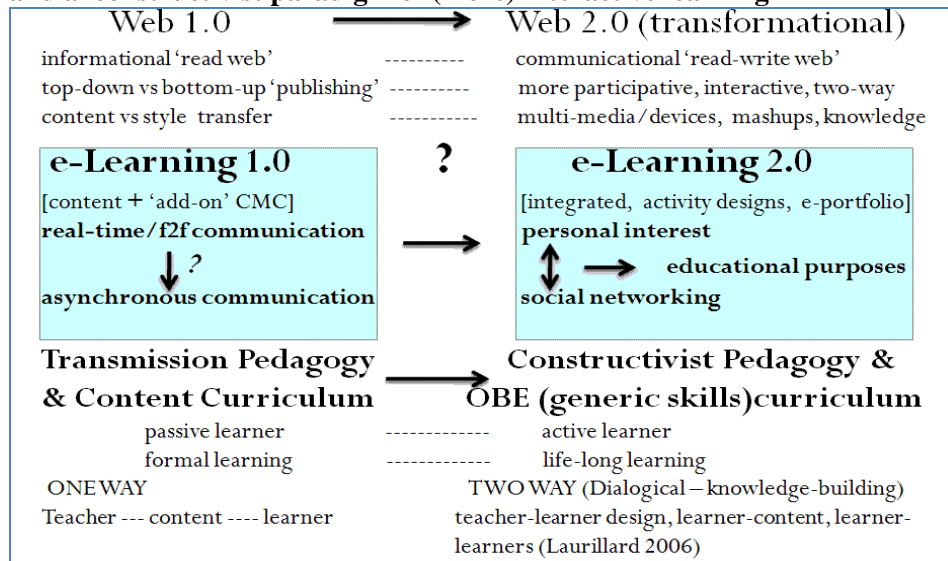 Web 1.0 Web 2.0 (transformational)
informational ‘read web’ ---------- communicational ‘read-write web’
top-down vs bottom-up ‘publishing’ ---------- more participative, interactive, two-way
content vs style transfer ----------- multi-media/devices, mashups, knowledge
?
e-Learning 1.0
[content + ‘add-on’ CMC]
real-time/f2f communication
?
asynchronous communication
e-Learning 2.0
[integrated, activity designs, e-portfolio]
personal interest
educational purposes
social networking
Transmission Pedagogy
& Content Curriculum
Constructivist Pedagogy &
OBE (generic skills)curriculum
passive learner ------------- active learner
formal learning ------------- life-long learning
ONEWAY
Teacher --- content ---- learner
TWO WAY (Dialogical – knowledge-building)
teacher-learner design, learner-content, learner-
learners (Laurillard 2006)